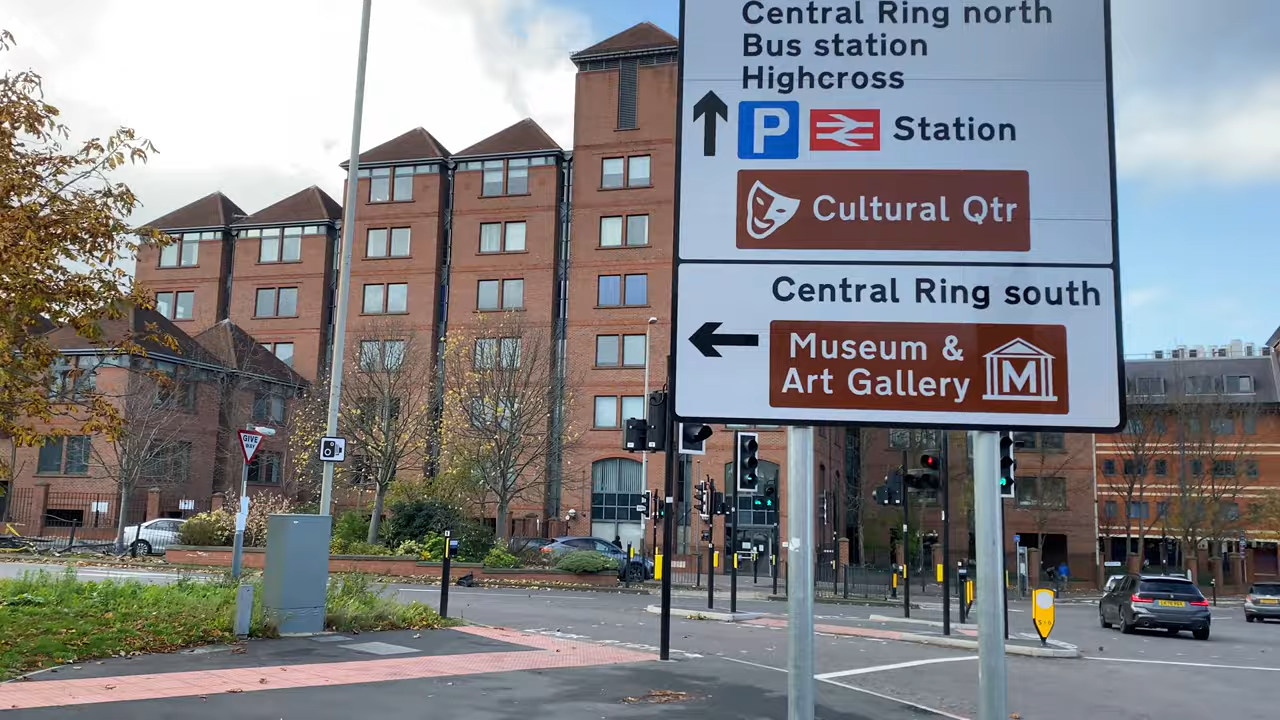 Central Ring north
Bus station
Highcross
P Station
Cultural Qtr
Central Ring south
Museum &
Art Gallery
M
GIVE
WAY